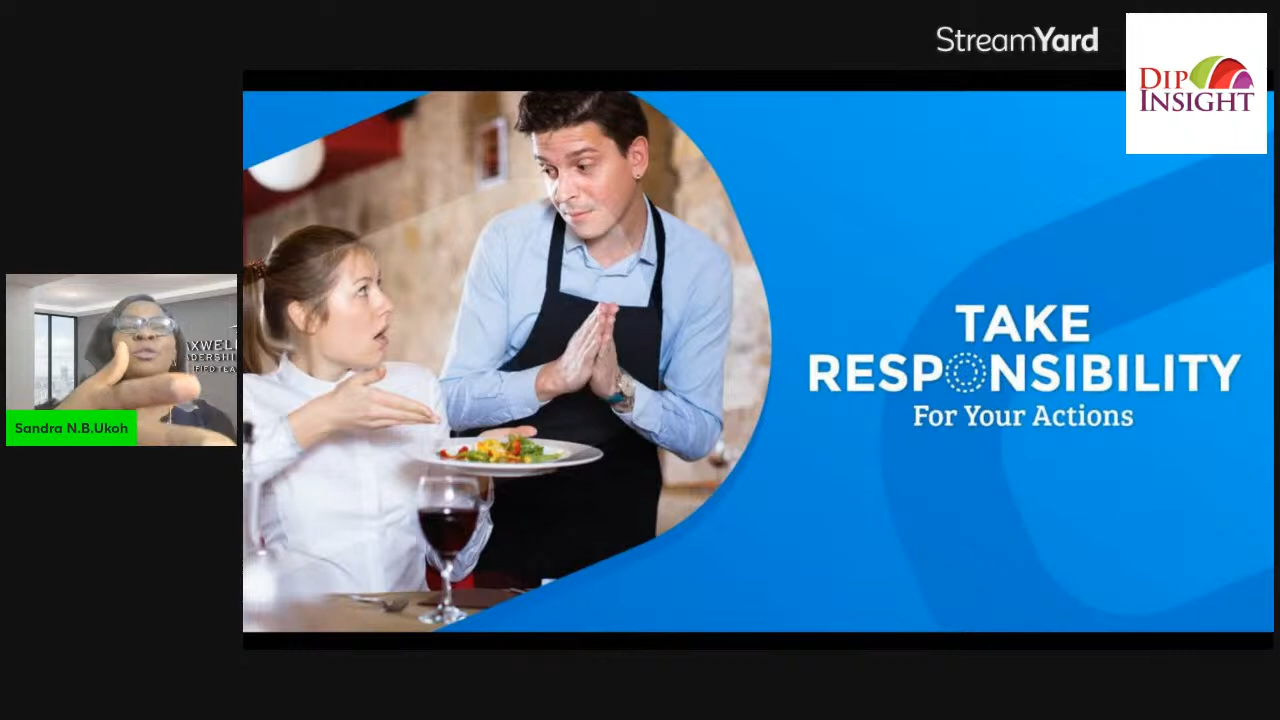 StreamYard
DIP
INSIGHT
TAKE
RESPONSIBILITY
For Your Actions
Sandra N.B.Ukoh